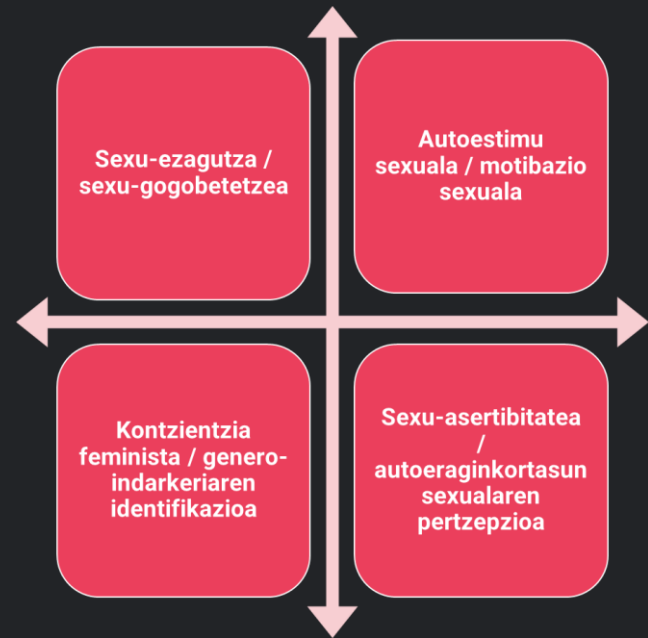 Sexu-ezagutza /
sexu-gogobetetzea
Autoestimu
sexuala / motibazio
sexuala
Kontzientzia
feminista / genero-
indarkeriaren
identifikazioa
Sexu-asertibitatea
/
autoeraginkortasun
sexualaren
pertzepzioa